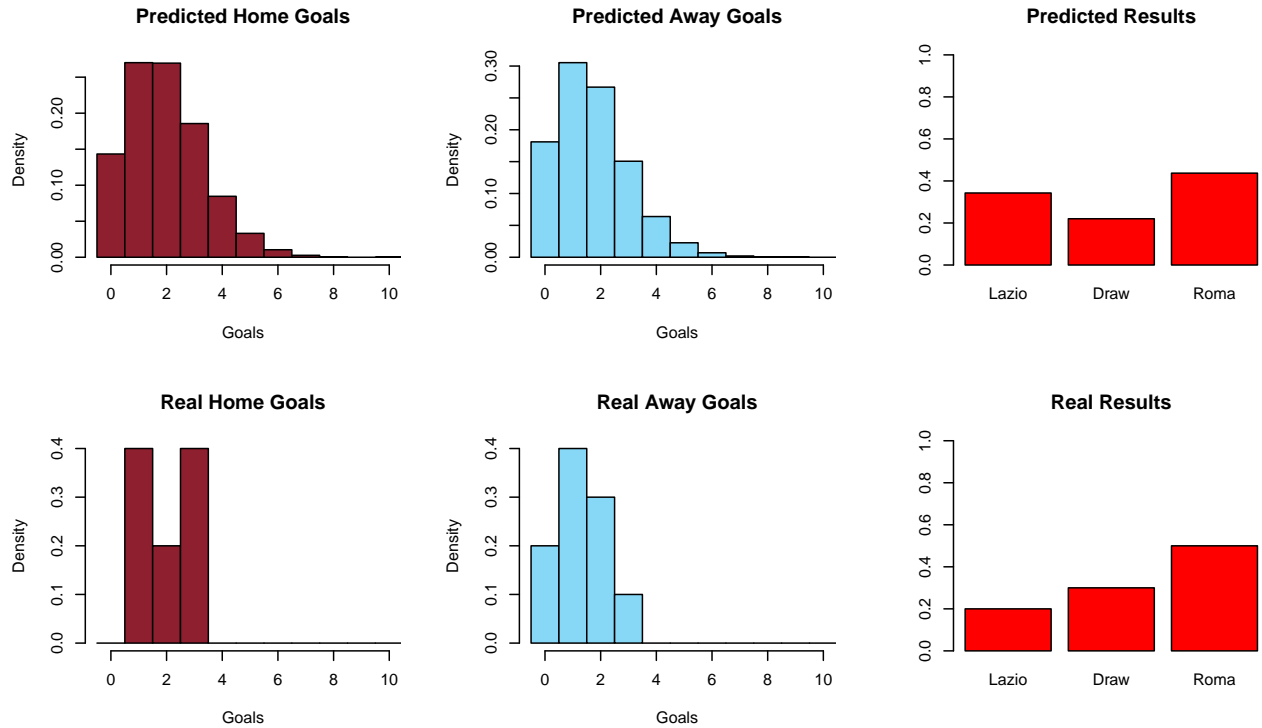 Predicted Home Goals
Density
0.00
0.10
0.20
0 2 4 6 8 10
Goals
Predicted Away Goals
Density
0.00
0.10
0.20
0.30
0 2 4 6 8 10
Goals
Predicted Results
0.0
0.2
0.4
0.6
0.8
1.0
Lazio Draw Roma
Real Home Goals
Density
0.0
0.1
0.2
0.3
0.4
0 2 4 6 8 10
Goals
Real Away Goals
Density
0.0
0.1
0.2
0.3
0.4
0 2 4 6 8 10
Goals
Real Results
0.0
0.2
0.4
0.6
0.8
1.0
Lazio Draw Roma